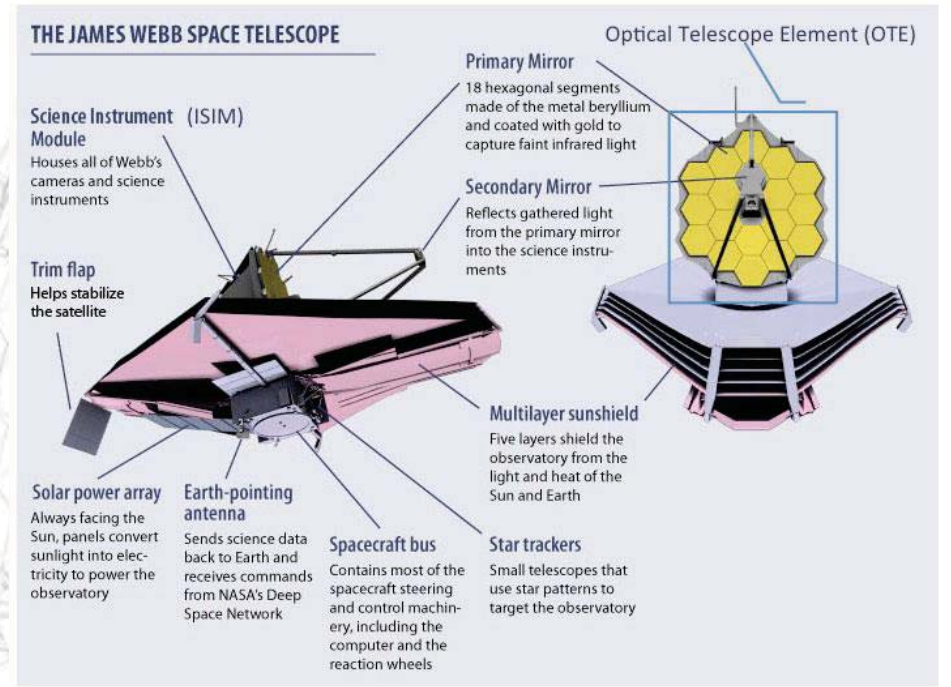 THE JAMES WEBB SPACE TELESCOPE
Optical Telescope Element (OTE)
Primary Mirror
18 hexagonal segments
made of the metal beryllium
and coated with gold to
capture faint infrared light
Science Instrument (ISIM)
Module
Houses all of Webb's
cameras and science
instruments
Secondary Mirror
Reflects gathered light
from the primary mirror
into the science instru-
ments
Trim flap
Helps stabilize
the satellite
Multilayer sunshield
Five layers shield the
observatory from the
light and heat of the
Sun and Earth
Solar power array
Always facing the
Sun, panels convert
sunlight into elec-
tricity to power the
observatory
Earth-pointing
antenna
Sends science data
back to Earth and
receives commands
from NASA's Deep
Space Network
Spacecraft bus
Contains most of the
spacecraft steering
and control machin-
ery, including the
computer and the
reaction wheels
Star trackers
Small telescopes that
use star patterns to
target the observatory